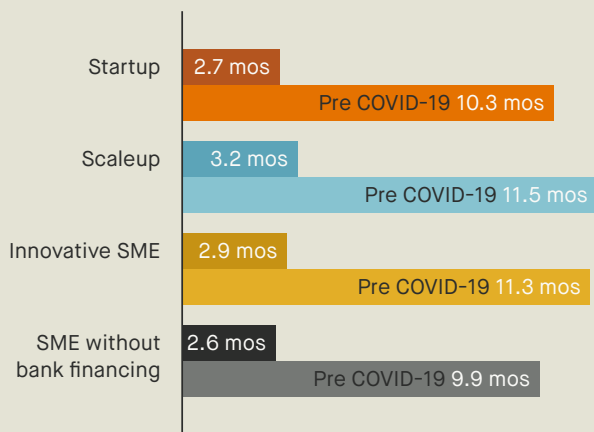 Startup
2.7 mos
Pre COVID-19 10.3 mos
Scaleup
3.2 mos
Pre COVID-19 11.5 mos
Innovative SME
2.9 mos
Pre COVID-19 11.3 mos
SME without
bank financing
2.6 mos
Pre COVID-19 9.9 mos